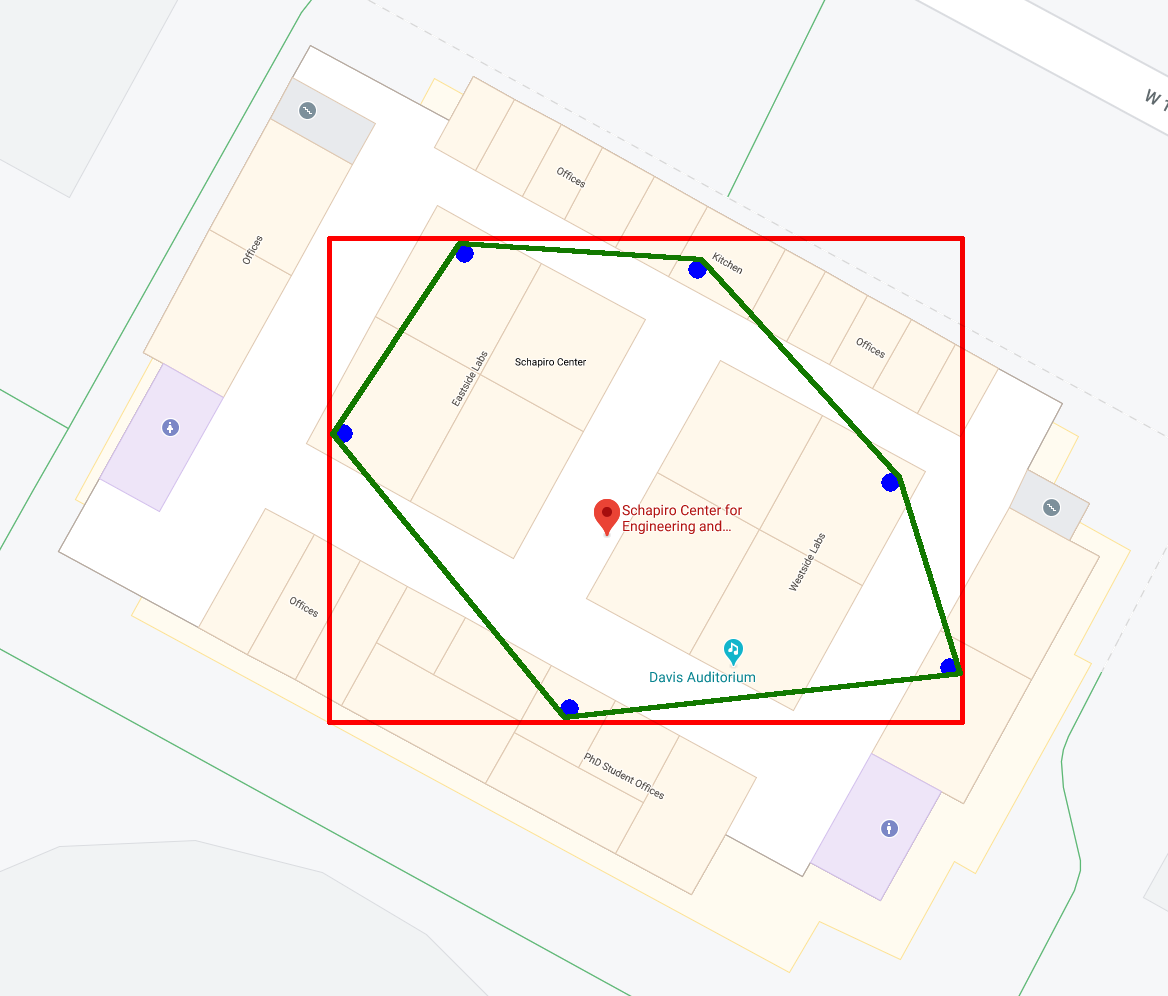 W 1
Offices
Offices
Kitchen
Offices
Schapiro Center
Eastside Labs
Schapiro Center for
Engineering and...
Westside Labs
Offices
Davis Auditorium
PhD Student Offices